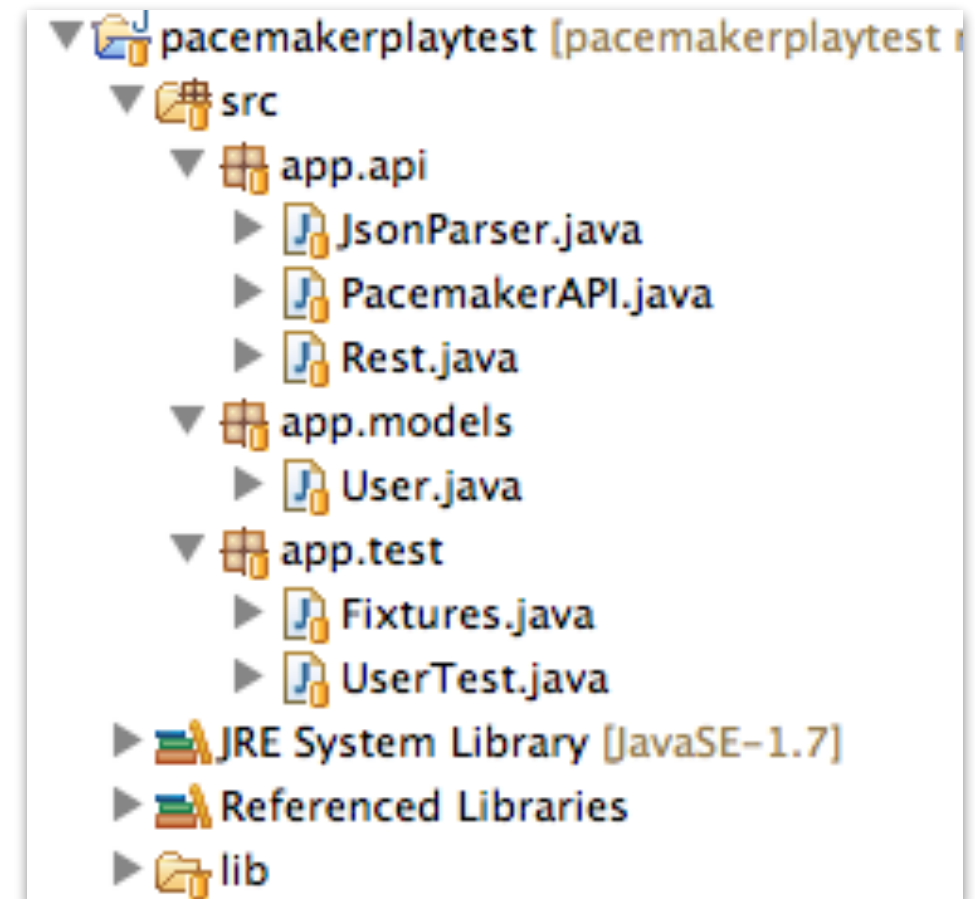 pacemakerplaytest [pacemakerplaytest
src
app.api
JsonParser.java
PacemakerAPI.java
Rest.java
app.models
User.java
app.test
Fixtures.java
UserTest.java
JRE System Library [JavaSE-1.7]
Referenced Libraries
lib